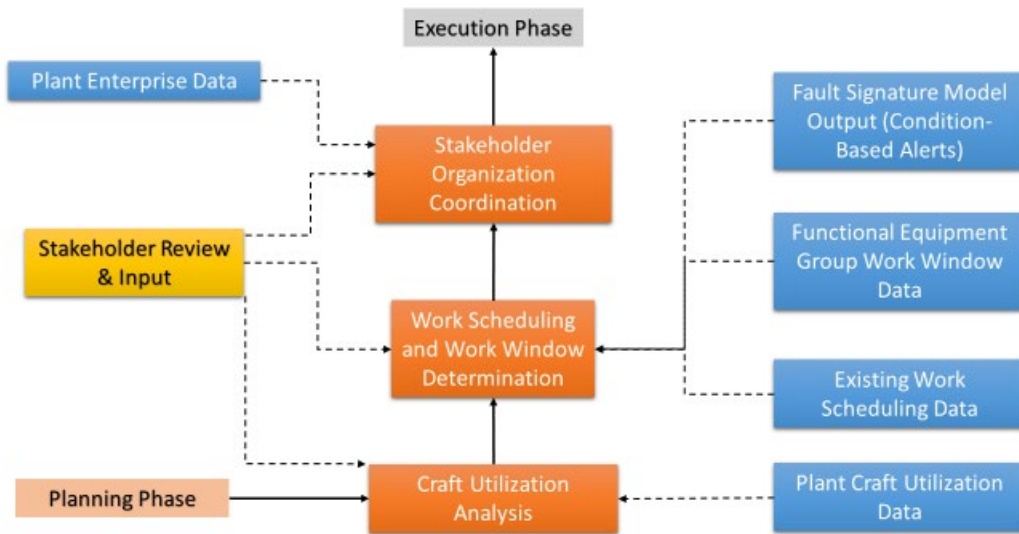 Execution Phase
Plant Enterprise Data
Fault Signature Model
Output (Condition-
Based Alerts)
Stakeholder
Organization
Coordination
Stakeholder Review
& Input
Functional Equipment
Group Work Window
Data
Work Scheduling
and Work Window
Determination
Existing Work
Scheduling Data
Planning Phase
Craft Utilization
Analysis
Plant Craft Utilization
Data